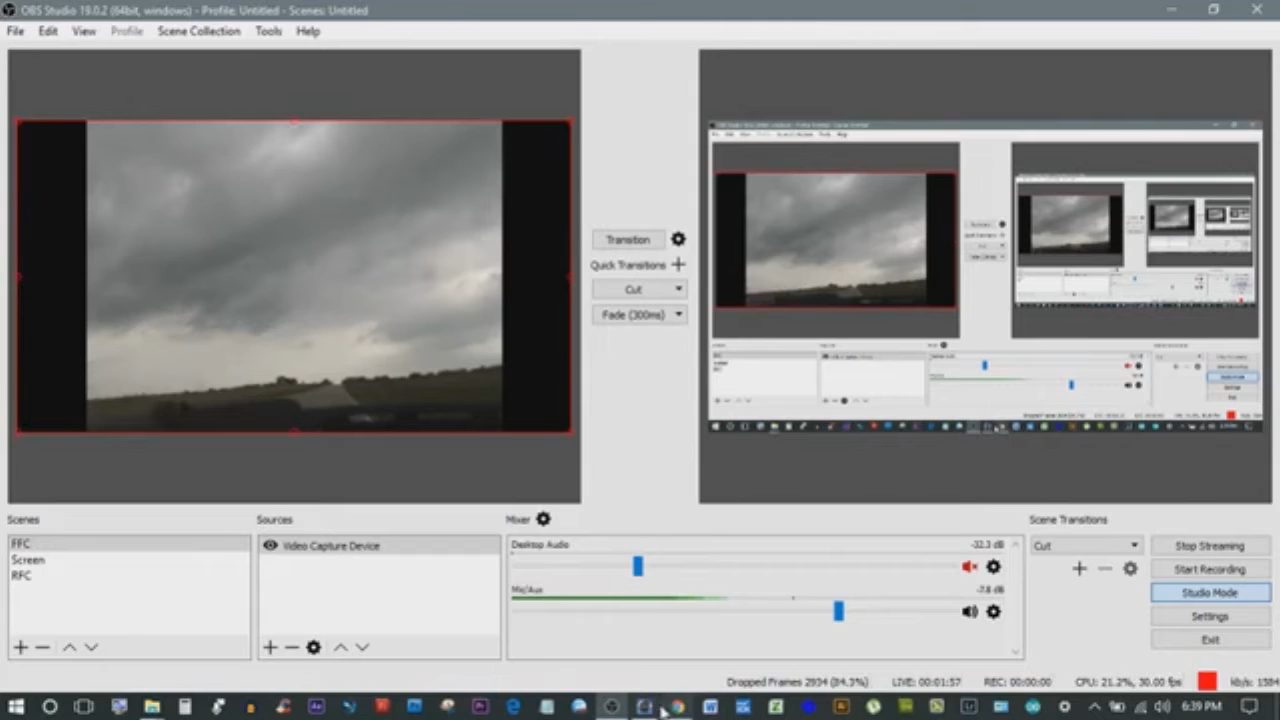 OBS Studio 19.0.2 (64bit, windows) - Profile: Untitled - Scenes: Untitled
File Edit View Profile Scene Collection Tools Help
Transition
Quick Transitions
Cut
Fade (300ms)
Scenes
FFC
Screen
RFC
Sources
Video Capture Device
Mixer
Desktop Audio -32.3 dB
Mic/Aux -7.8 dB
Scene Transitions
Cut
Stop Streaming
Start Recording
Studio Mode
Settings
Exit
Dropped Frames 2934 (84.3%) LIVE: 00:01:57 REC: 00:00:00 CPU: 21.2%, 30.00 fps kb/s: 1584
6:39 PM